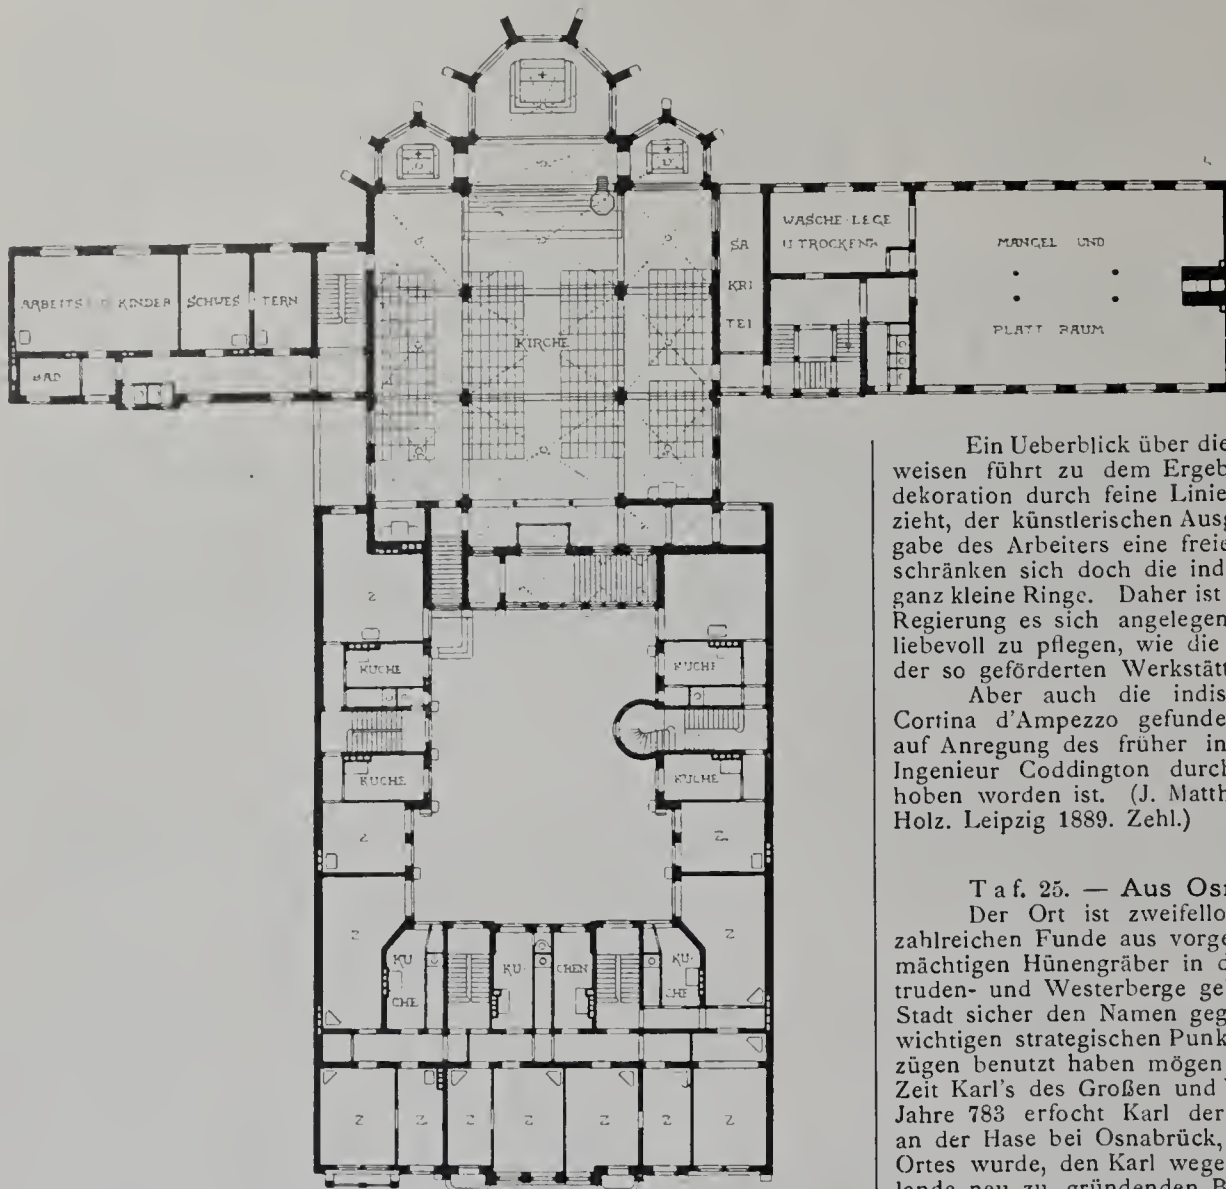 WASCHE-LEGE
U TROCKEN
SA
KRI
TEI
MANGEL UND
PLATT RAUM
ARBEITS KINDER
SCHWES TERN
KIRCHE
BAD
Z
KUCHE
KUCHE
KUCHE
KUCHE
Z
Z
Z
KU
CHE
KU-
CHEN
KU-
CHE
Z
Z
Z
Z
Z
Z
Z
Z
Ein Ueberblick über die
weisen führt zu dem Ergeb
dekoration durch feine Linie
zieht, der künstlerischen Ausg
gabe des Arbeiters eine freie
schränken sich doch die ind
ganz kleine Ringe. Daher ist
Regierung es sich angelegen
liebevoll zu pflegen, wie die
der so geförderten Werkstätt
Aber auch die indis
Cortina d'Ampezzo gefunde
auf Anregung des früher in
Ingenieur Coddington durch
hoben worden ist. (J. Matth
Holz. Leipzig 1889. Zehl.)
Taf. 25. — Aus Osn
Der Ort ist zweifello
zahlreichen Funde aus vorge
mächtigen Hünengräber in d
truden- und Westerberge ge
Stadt sicher den Namen geg
wichtigen strategischen Punk
zügen benutzt haben mögen
Zeit Karl's des Großen und
Jahre 783 erfocht Karl der
an der Hase bei Osnabrück,
Ortes wurde, den Karl wege
lande neu zu gründenden B